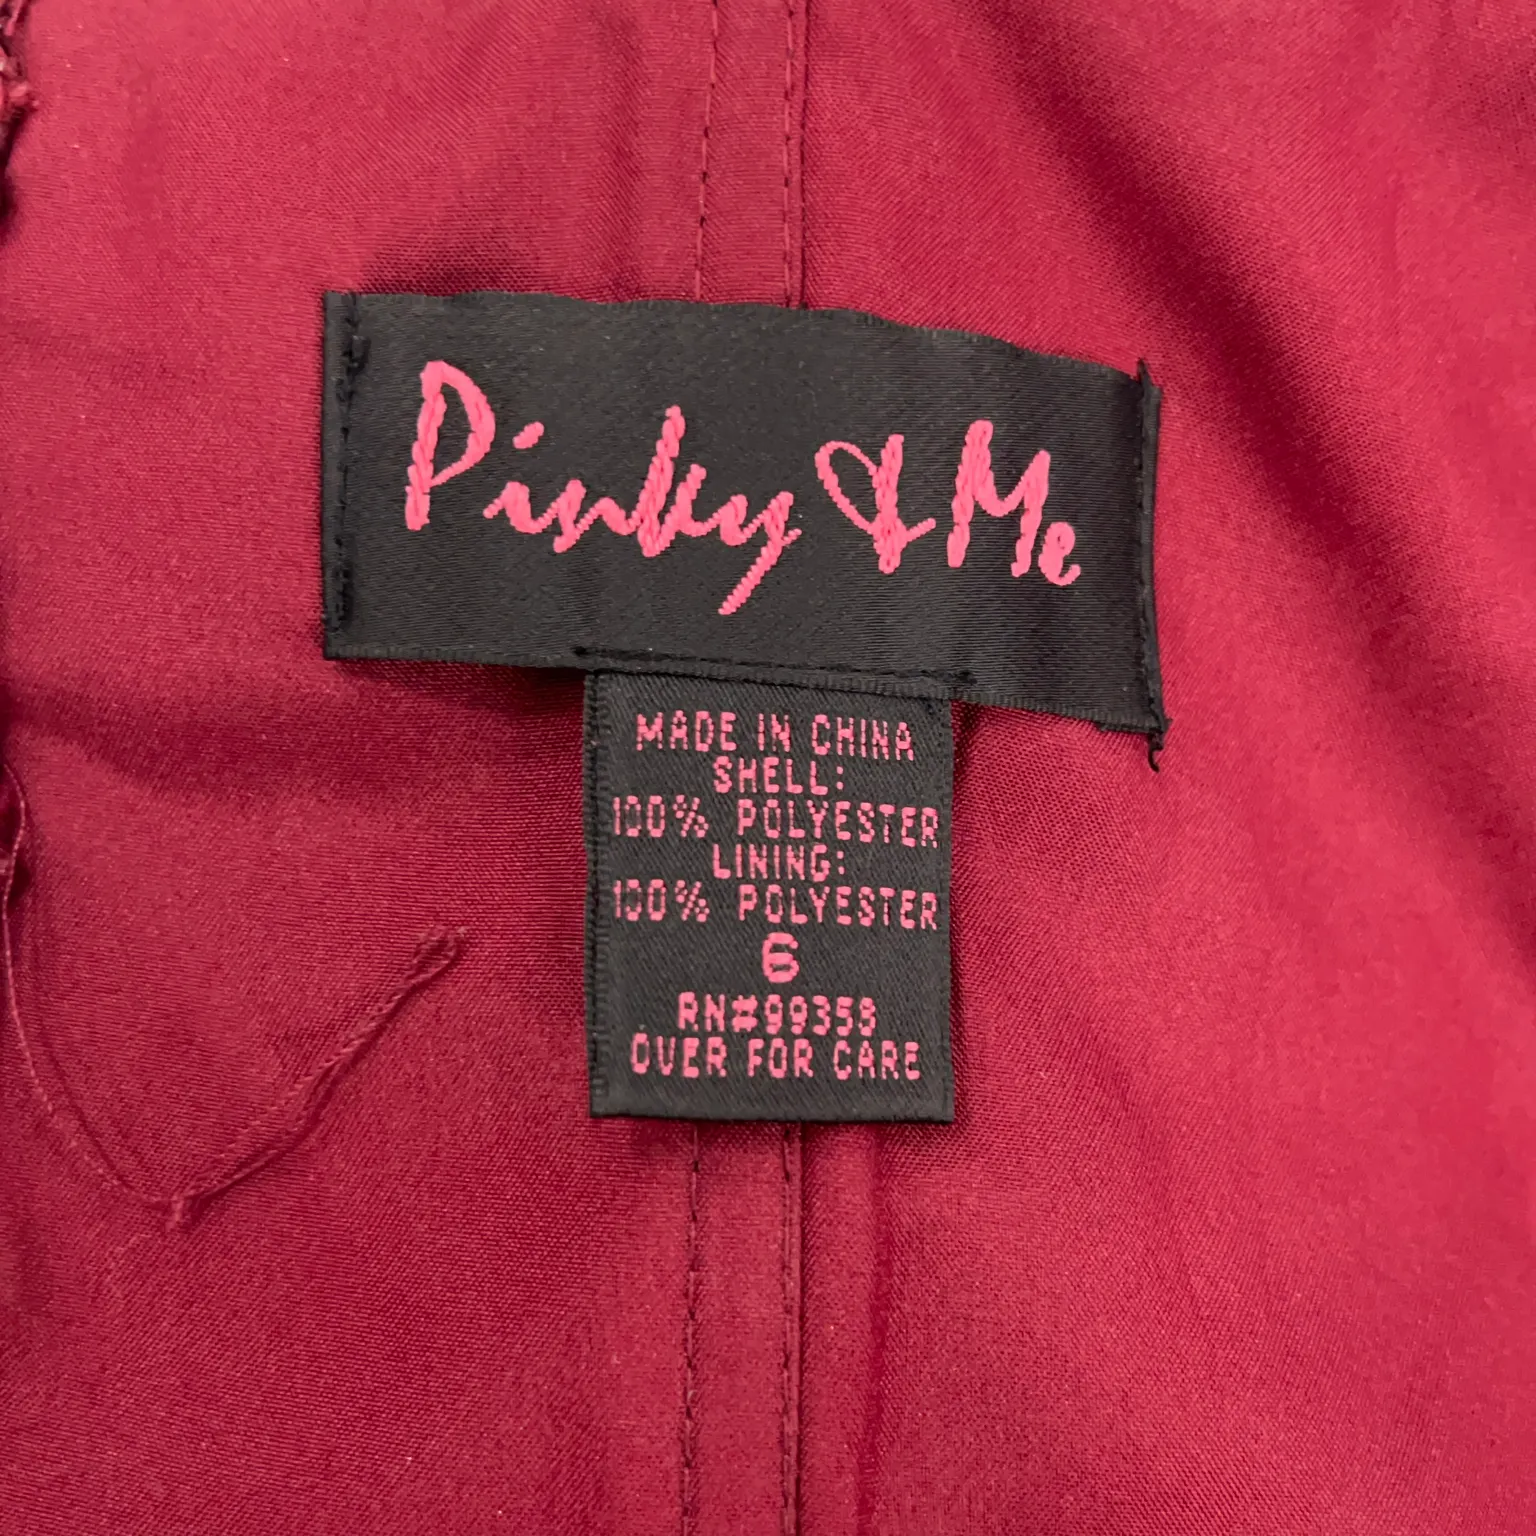 Pinky & Me
MADE IN CHINA
SHELL:
100% POLYESTER
LINING:
100% POLYESTER
6
RN#99358
OVER FOR CARE